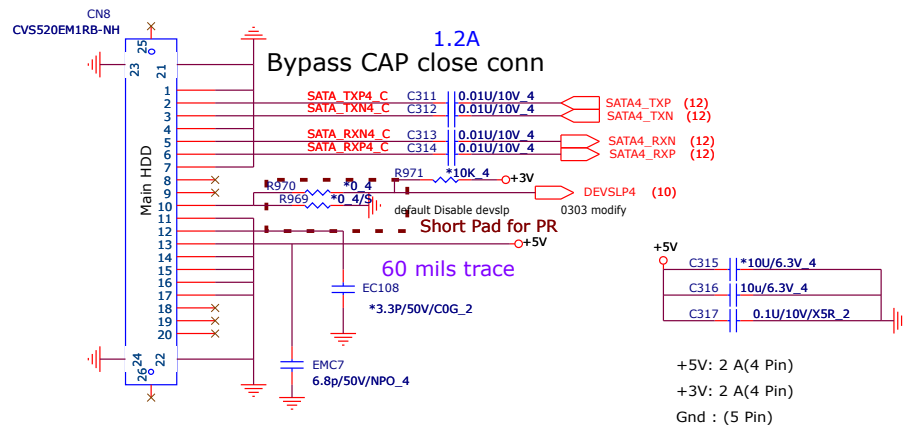 CN8
CVS520EM1RB-NH
1.2A
Bypass CAP close conn
25
23
21
Main HDD
1
2
3
4
5
6
7
8
9
10
11
12
13
14
15
16
17
18
19
20
24
22
26
SATA_TXP4_C C311 0.01U/10V_4 SATA4_TXP (12)
SATA_TXN4_C C312 0.01U/10V_4 SATA4_TXN (12)
SATA_RXN4_C C313 0.01U/10V_4 SATA4_RXN (12)
SATA_RXP4_C C314 0.01U/10V_4 SATA4_RXP (12)
R971 *10K_4 +3V
R970 *0_4 DEVSLP4 (10)
R969 *0_4/S
default Disable devslp 0303 modify
Short Pad for PR
+5V
60 mils trace
EC108
*3.3P/50V/C0G_2
EMC7
6.8p/50V/NPO_4
+5V
C315 *10U/6.3V_4
C316 10u/6.3V_4
C317 0.1U/10V/X5R_2
+5V: 2 A(4 Pin)
+3V: 2 A(4 Pin)
Gnd : (5 Pin)